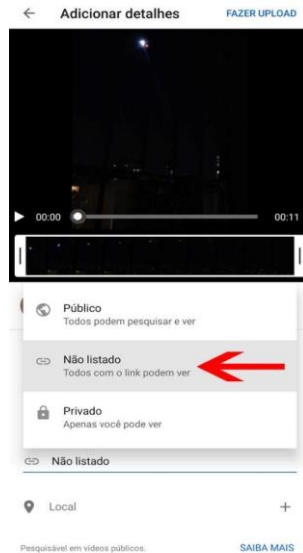 Adicionar detalhes FAZER UPLOAD
00:00 00:11
Público
Todos podem pesquisar e ver
Não listado
Todos com o link podem ver
Privado
Apenas você pode ver
Não listado
Local
Pesquisável em vídeos públicos. SAIBA MAIS